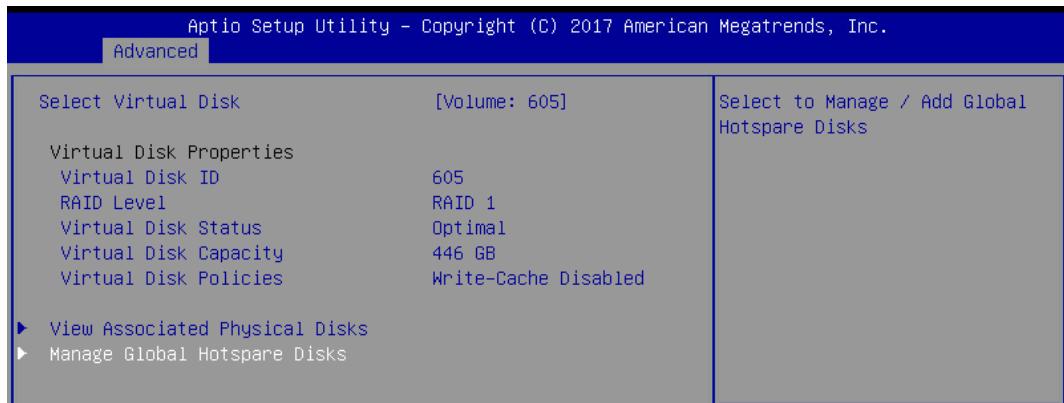 Aptio Setup Utility – Copyright (C) 2017 American Megatrends, Inc.
Advanced
Select Virtual Disk [Volume: 605]
Virtual Disk Properties
Virtual Disk ID 605
RAID Level RAID 1
Virtual Disk Status Optimal
Virtual Disk Capacity 446 GB
Virtual Disk Policies Write-Cache Disabled
View Associated Physical Disks
Manage Global Hotspare Disks
Select to Manage / Add Global
Hotspare Disks